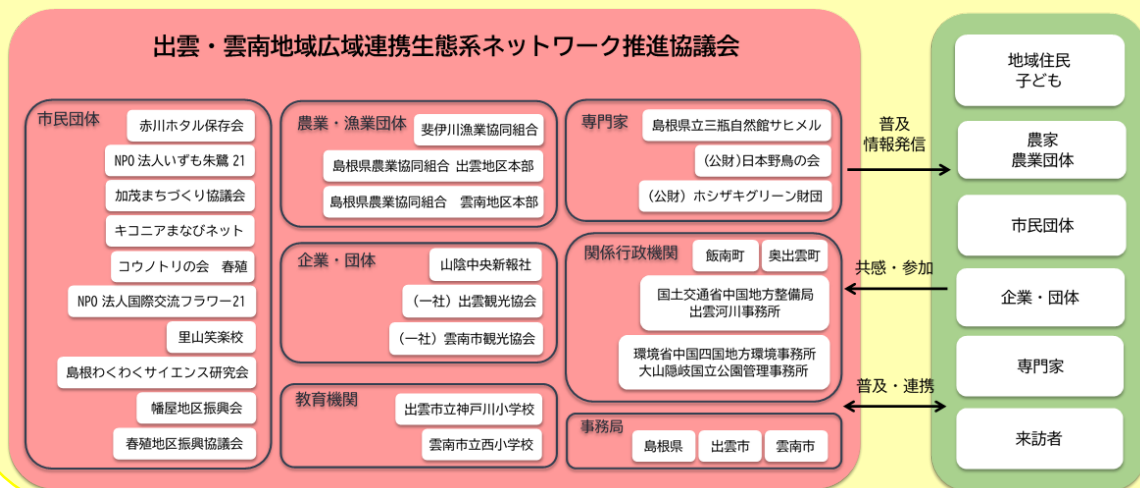 出雲・雲南地域広域連携生態系ネットワーク推進協議会
市民団体
赤川ホタル保存会
NPO 法人いずも朱鷺 21
加茂まちづくり協議会
キコニアまなびネット
コウノトリの会 春殖
NPO 法人国際交流フラワー21
里山笑楽校
島根わくわくサイエンス研究会
幡屋地区振興会
春殖地区振興協議会
農業・漁業団体
斐伊川漁業協同組合
島根県農業協同組合 出雲地区本部
島根県農業協同組合 雲南地区本部
企業・団体
山陰中央新報社
(一社)出雲観光協会
(一社)雲南市観光協会
教育機関
出雲市立神戸川小学校
雲南市立西小学校
専門家
島根県立三瓶自然館サヒメル
(公財)日本野鳥の会
(公財)ホシザキグリーン財団
関係行政機関
飯南町
奥出雲町
国土交通省中国地方整備局
出雲河川事務所
環境省中国四国地方環境事務所
大山隠岐国立公園管理事務所
事務局
島根県
出雲市
雲南市
普及
情報発信
共感・参加
普及・連携
地域住民
子ども
農家
農業団体
市民団体
企業・団体
専門家
来訪者